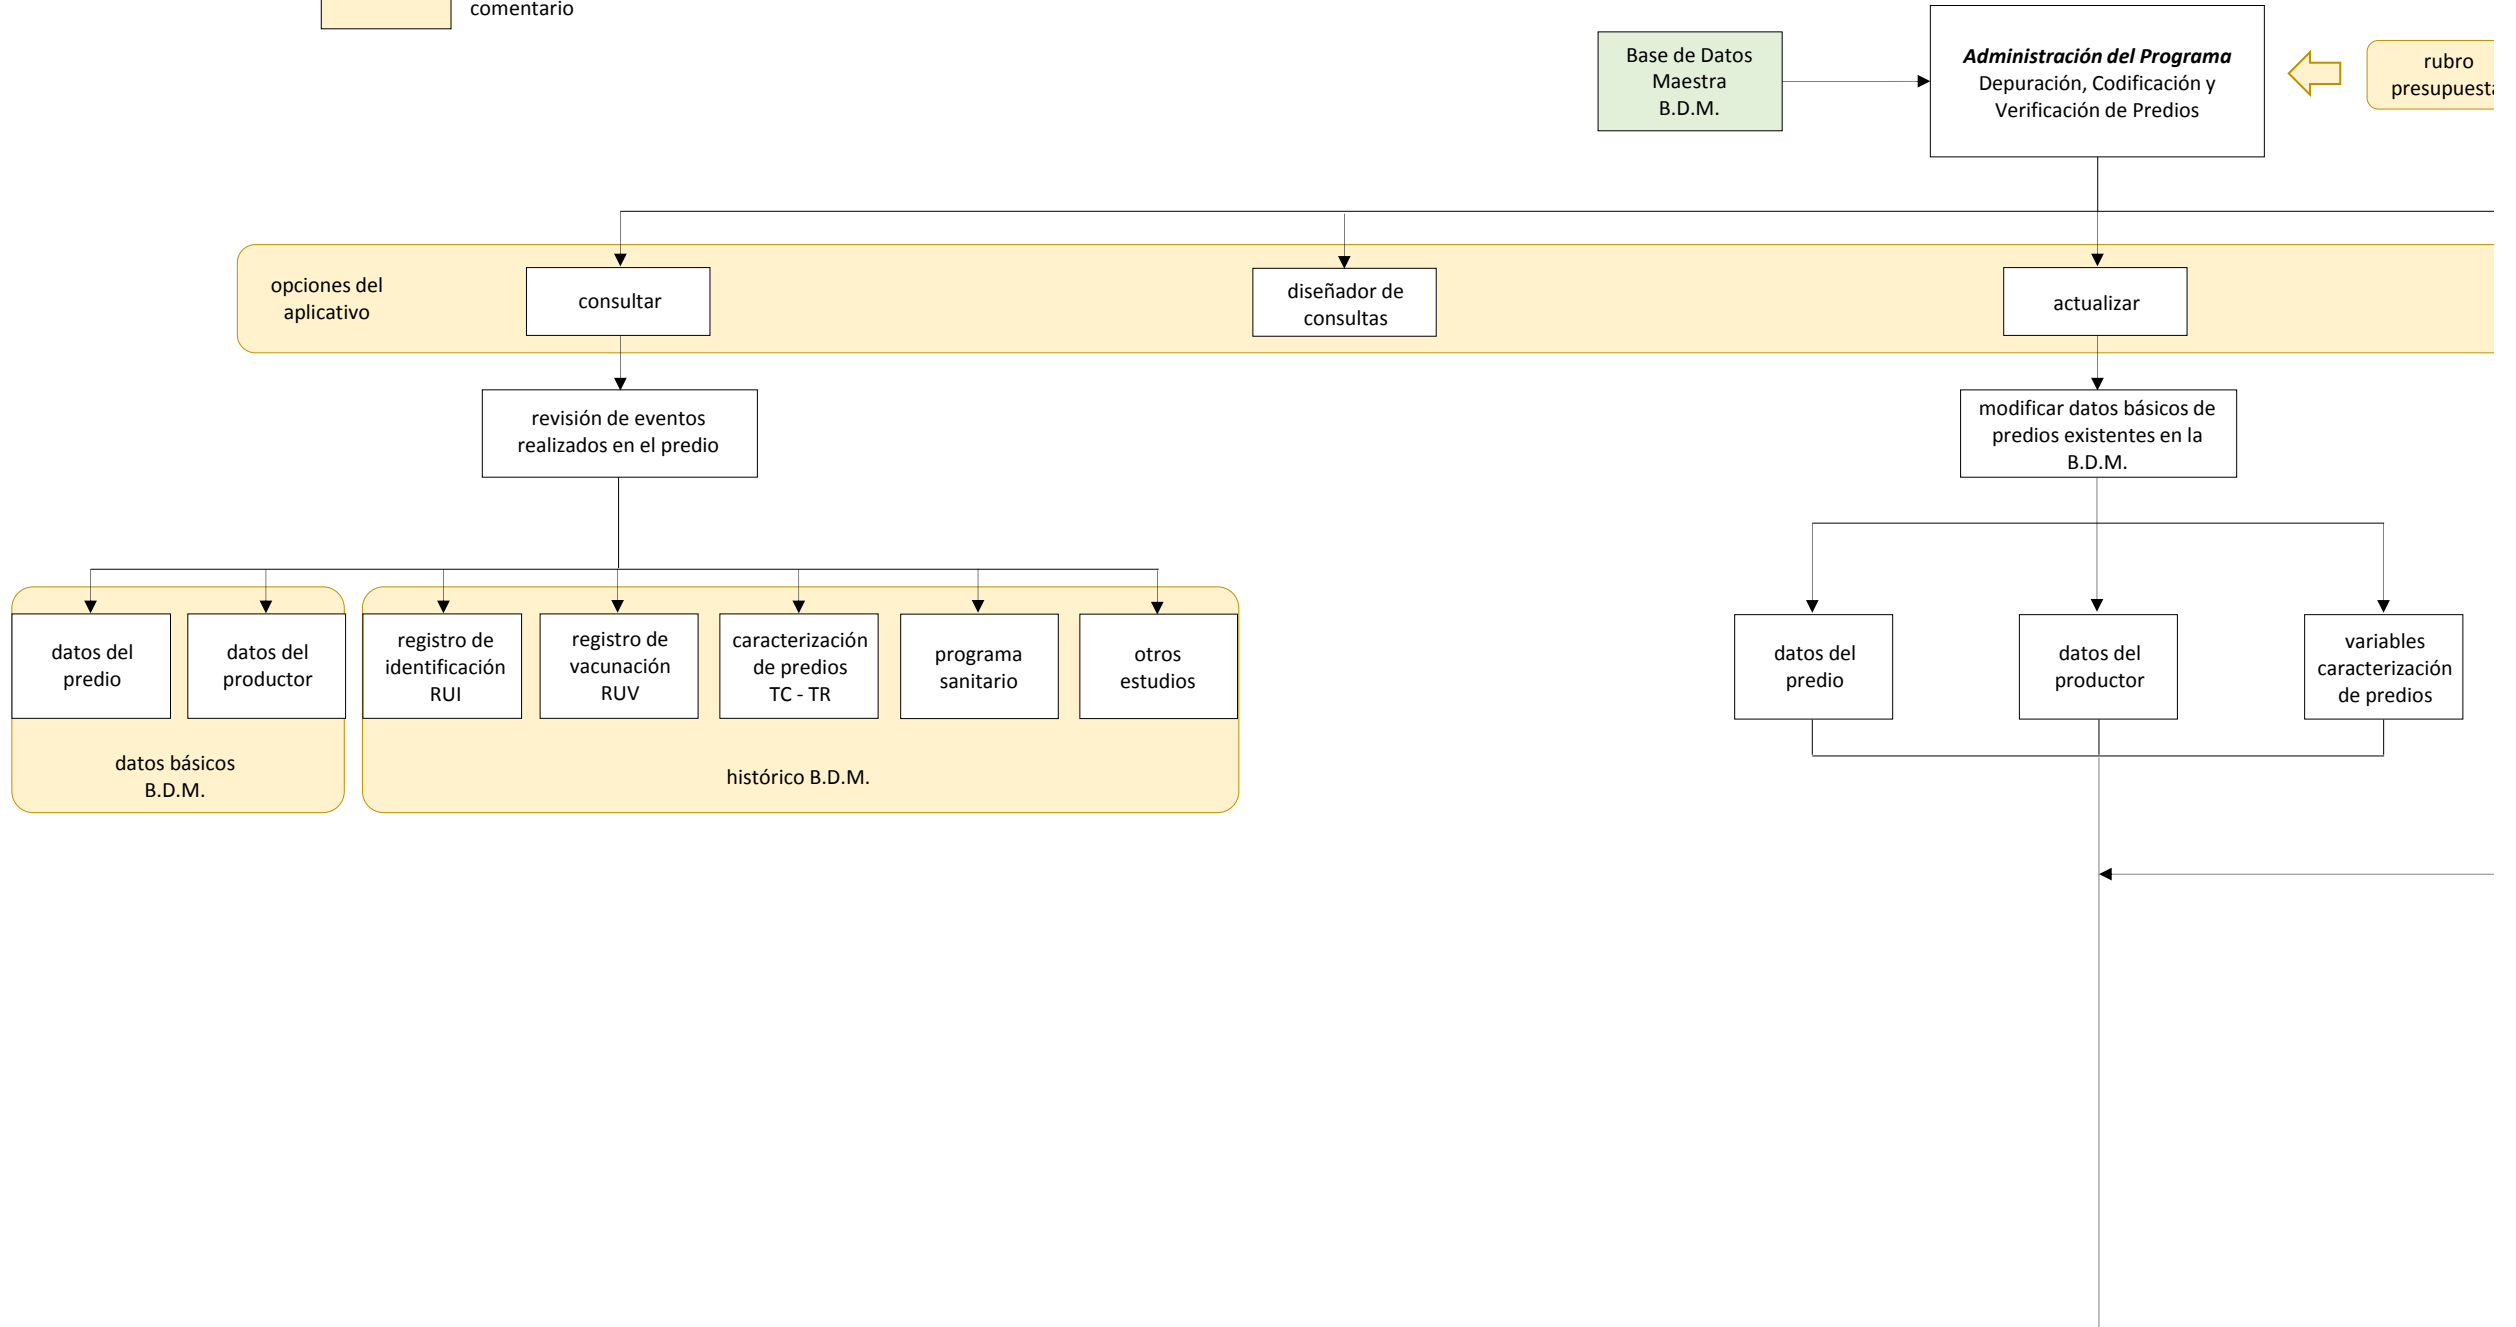 comentario
Base de Datos
Maestra
B.D.M.
Administración del Programa
Depuración, Codificación y
Verificación de Predios
rubro
opciones del
aplicativo
consultar
diseñador de
consultas
actualizar
revisión de eventos
realizados en el predio
modificar datos básicos de
predios existentes en la
B.D.M.
datos del
predio
datos del
productor
registro de
identificación
RUI
registro de
vacunación
RUV
caracterización
de predios
TC - TR
programa
sanitario
otros
estudios
datos básicos
B.D.M.
histórico B.D.M.
datos del
predio
datos del
productor
variables
caracterización
de predios